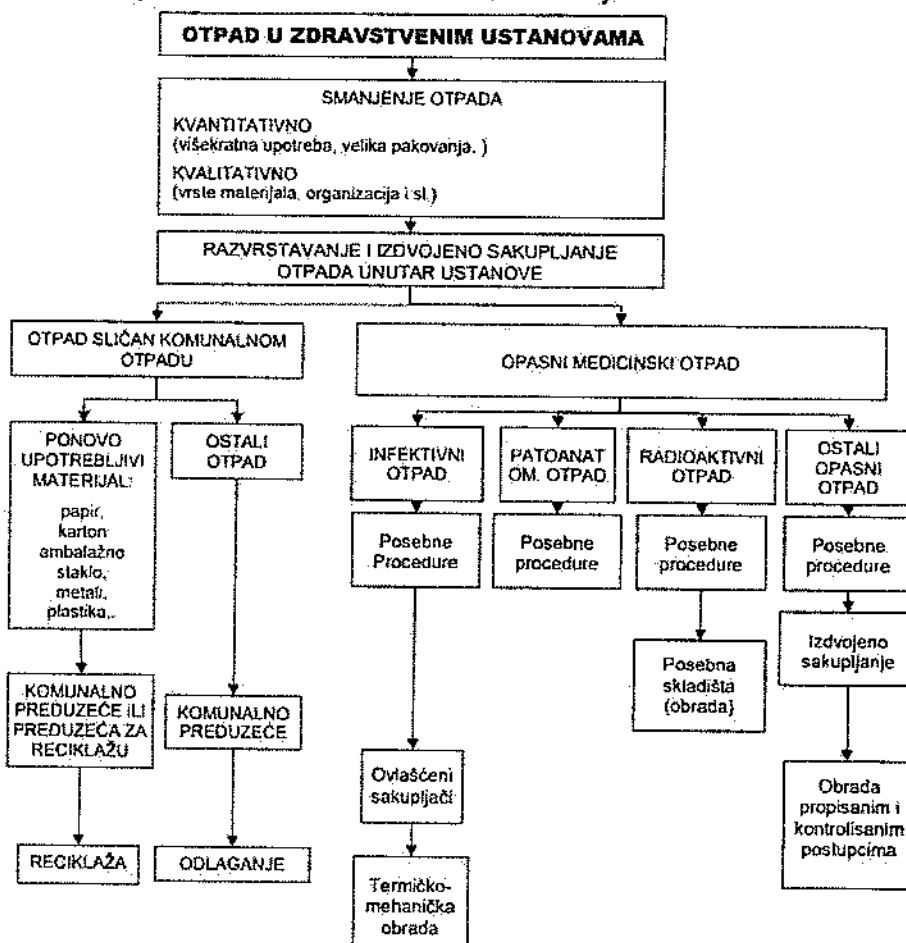 OTPAD U ZDRAVSTVENIM USTANOVAMA
SMANJENJE OTPADA
KVANTITATIVNO
(višekratna upotreba, velika pakovanja. )
KVALITATIVNO
(vrste materijala, organizacija i sl.)
RAZVRSTAVANJE I IZDVOJENO SAKUPLJANJE
OTPADA UNUTAR USTANOVE
OTPAD SLIČAN KOMUNALNOM
OTPADU
OPASNI MEDICINSKI OTPAD
PONOVO
UPOTREBLJIVI
MATERIJAL:
papir,
karton
ambalažno
staklo,
metali,
plastika,.
OSTALI
OTPAD
INFEKTIVNI
OTPAD
PATOANAT
OM. OTPAD
RADIOAKTIVNI
OTPAD
OSTALI
OPASNI
OTPAD
Posebne
Procedure
Posebne
procedure
Posebne
procedure
Posebne
procedure
Posebna
skladišta
(obrada)
Izdvojeno
sakupljanje
KOMUNALNO
PREDUZEĆE ILI
PREDUZEĆA ZA
RECIKLAŽU
KOMUNALNO
PREDUZEĆE
Ovlašćeni
sakupljači
Obrada
propisanim i
kontrolisanim
postupcima
RECIKLAŽA
ODLAGANJE
Termičko-
mehanička
obrada